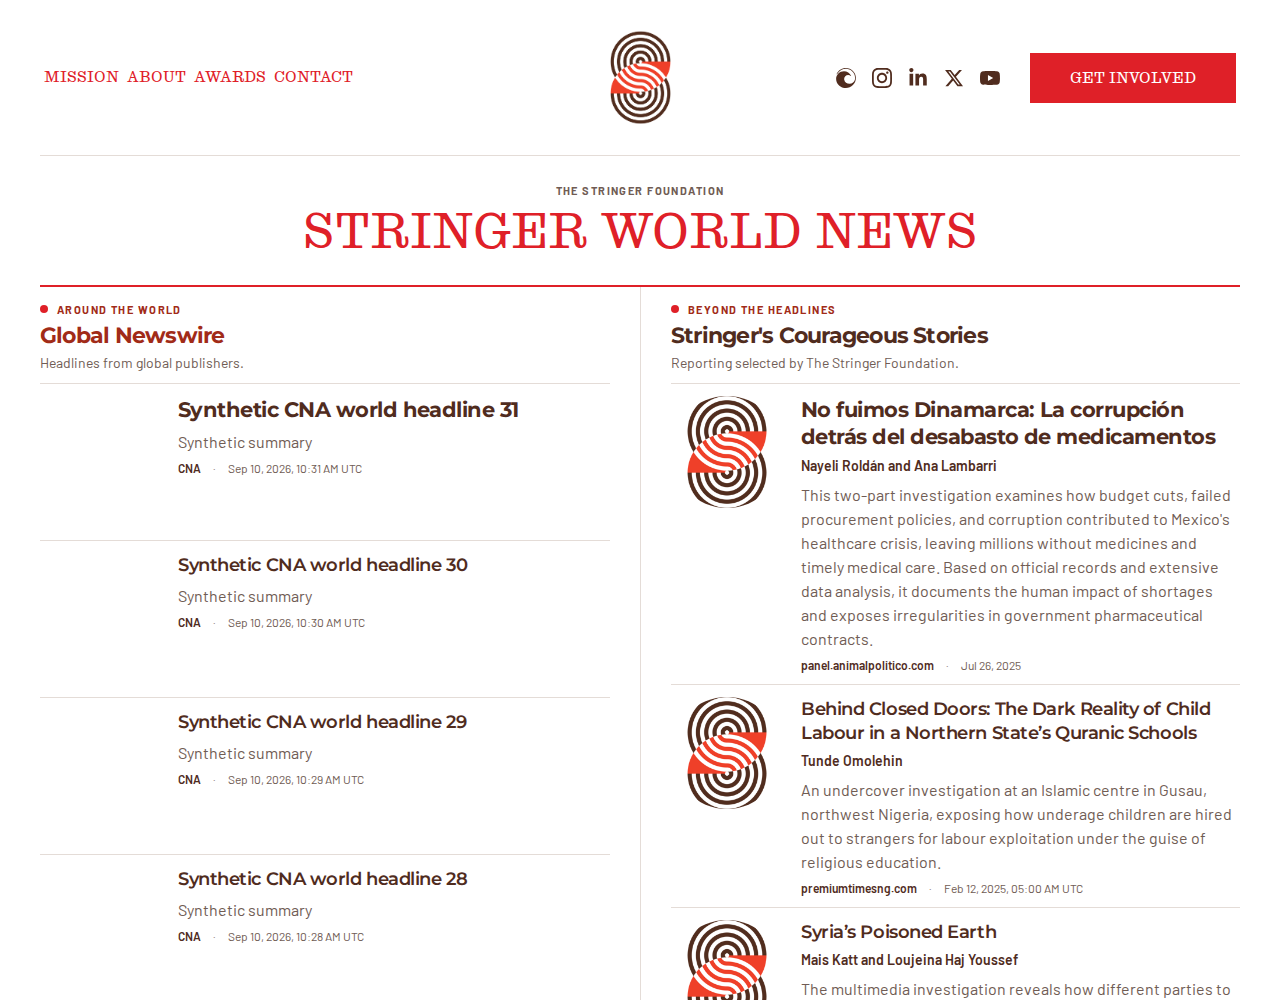 MISSION ABOUT AWARDS CONTACT
GET INVOLVED
THE STRINGER FOUNDATION
STRINGER WORLD NEWS
AROUND THE WORLD
Global Newswire
Headlines from global publishers.
Synthetic CNA world headline 31
Synthetic summary
CNA · Sep 10, 2026, 10:31 AM UTC
Synthetic CNA world headline 30
Synthetic summary
CNA · Sep 10, 2026, 10:30 AM UTC
Synthetic CNA world headline 29
Synthetic summary
CNA · Sep 10, 2026, 10:29 AM UTC
Synthetic CNA world headline 28
Synthetic summary
CNA · Sep 10, 2026, 10:28 AM UTC
BEYOND THE HEADLINES
Stringer's Courageous Stories
Reporting selected by The Stringer Foundation.
No fuimos Dinamarca: La corrupción
detrás del desabasto de medicamentos
Nayeli Roldán and Ana Lambarri
This two-part investigation examines how budget cuts, failed
procurement policies, and corruption contributed to Mexico's
healthcare crisis, leaving millions without medicines and
timely medical care. Based on official records and extensive
data analysis, it documents the human impact of shortages
and exposes irregularities in government pharmaceutical
contracts.
panel.animalpolitico.com · Jul 26, 2025
Behind Closed Doors: The Dark Reality of Child
Labour in a Northern State’s Quranic Schools
Tunde Omolehin
An undercover investigation at an Islamic centre in Gusau,
northwest Nigeria, exposing how underage children are hired
out to strangers for labour exploitation under the guise of
religious education.
premiumtimesng.com · Feb 12, 2025, 05:00 AM UTC
Syria’s Poisoned Earth
Mais Katt and Loujeina Haj Youssef
The multimedia investigation reveals how different parties to